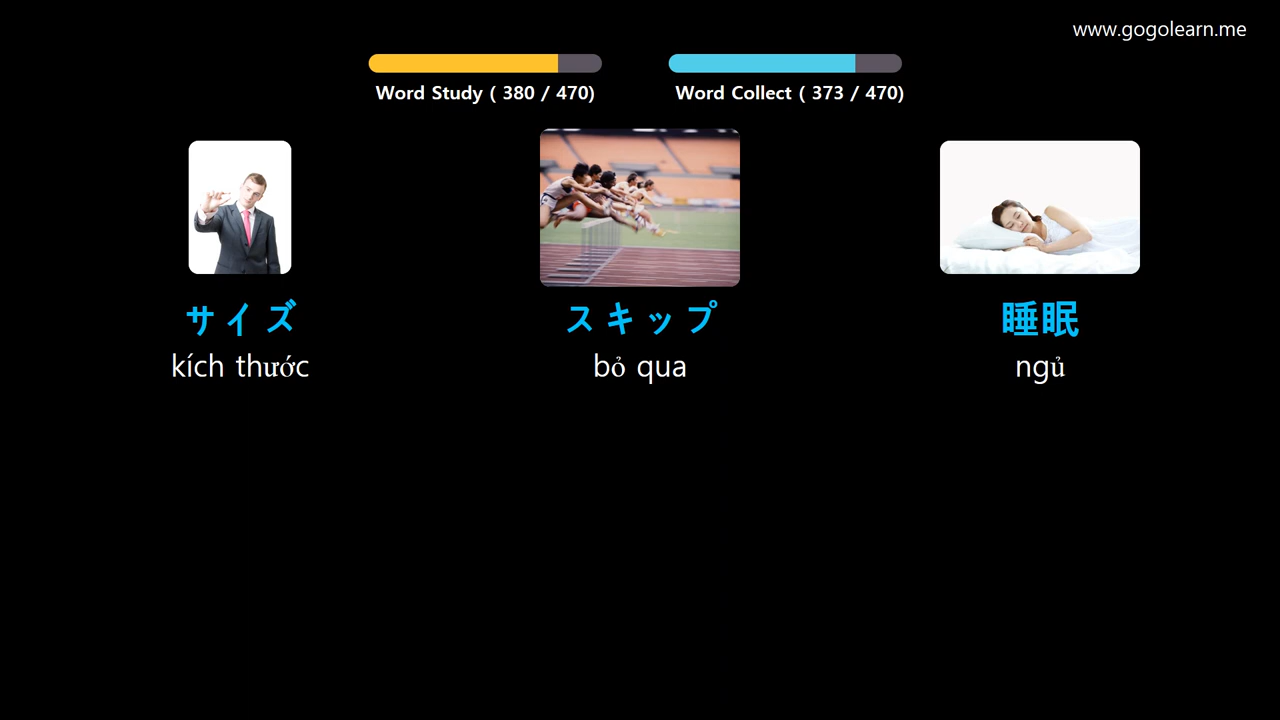 www.gogolearn.me
Word Study ( 380 / 470)
Word Collect ( 373 / 470)
サイズ
スキップ
睡眠
kích thước
bỏ qua
ngủ